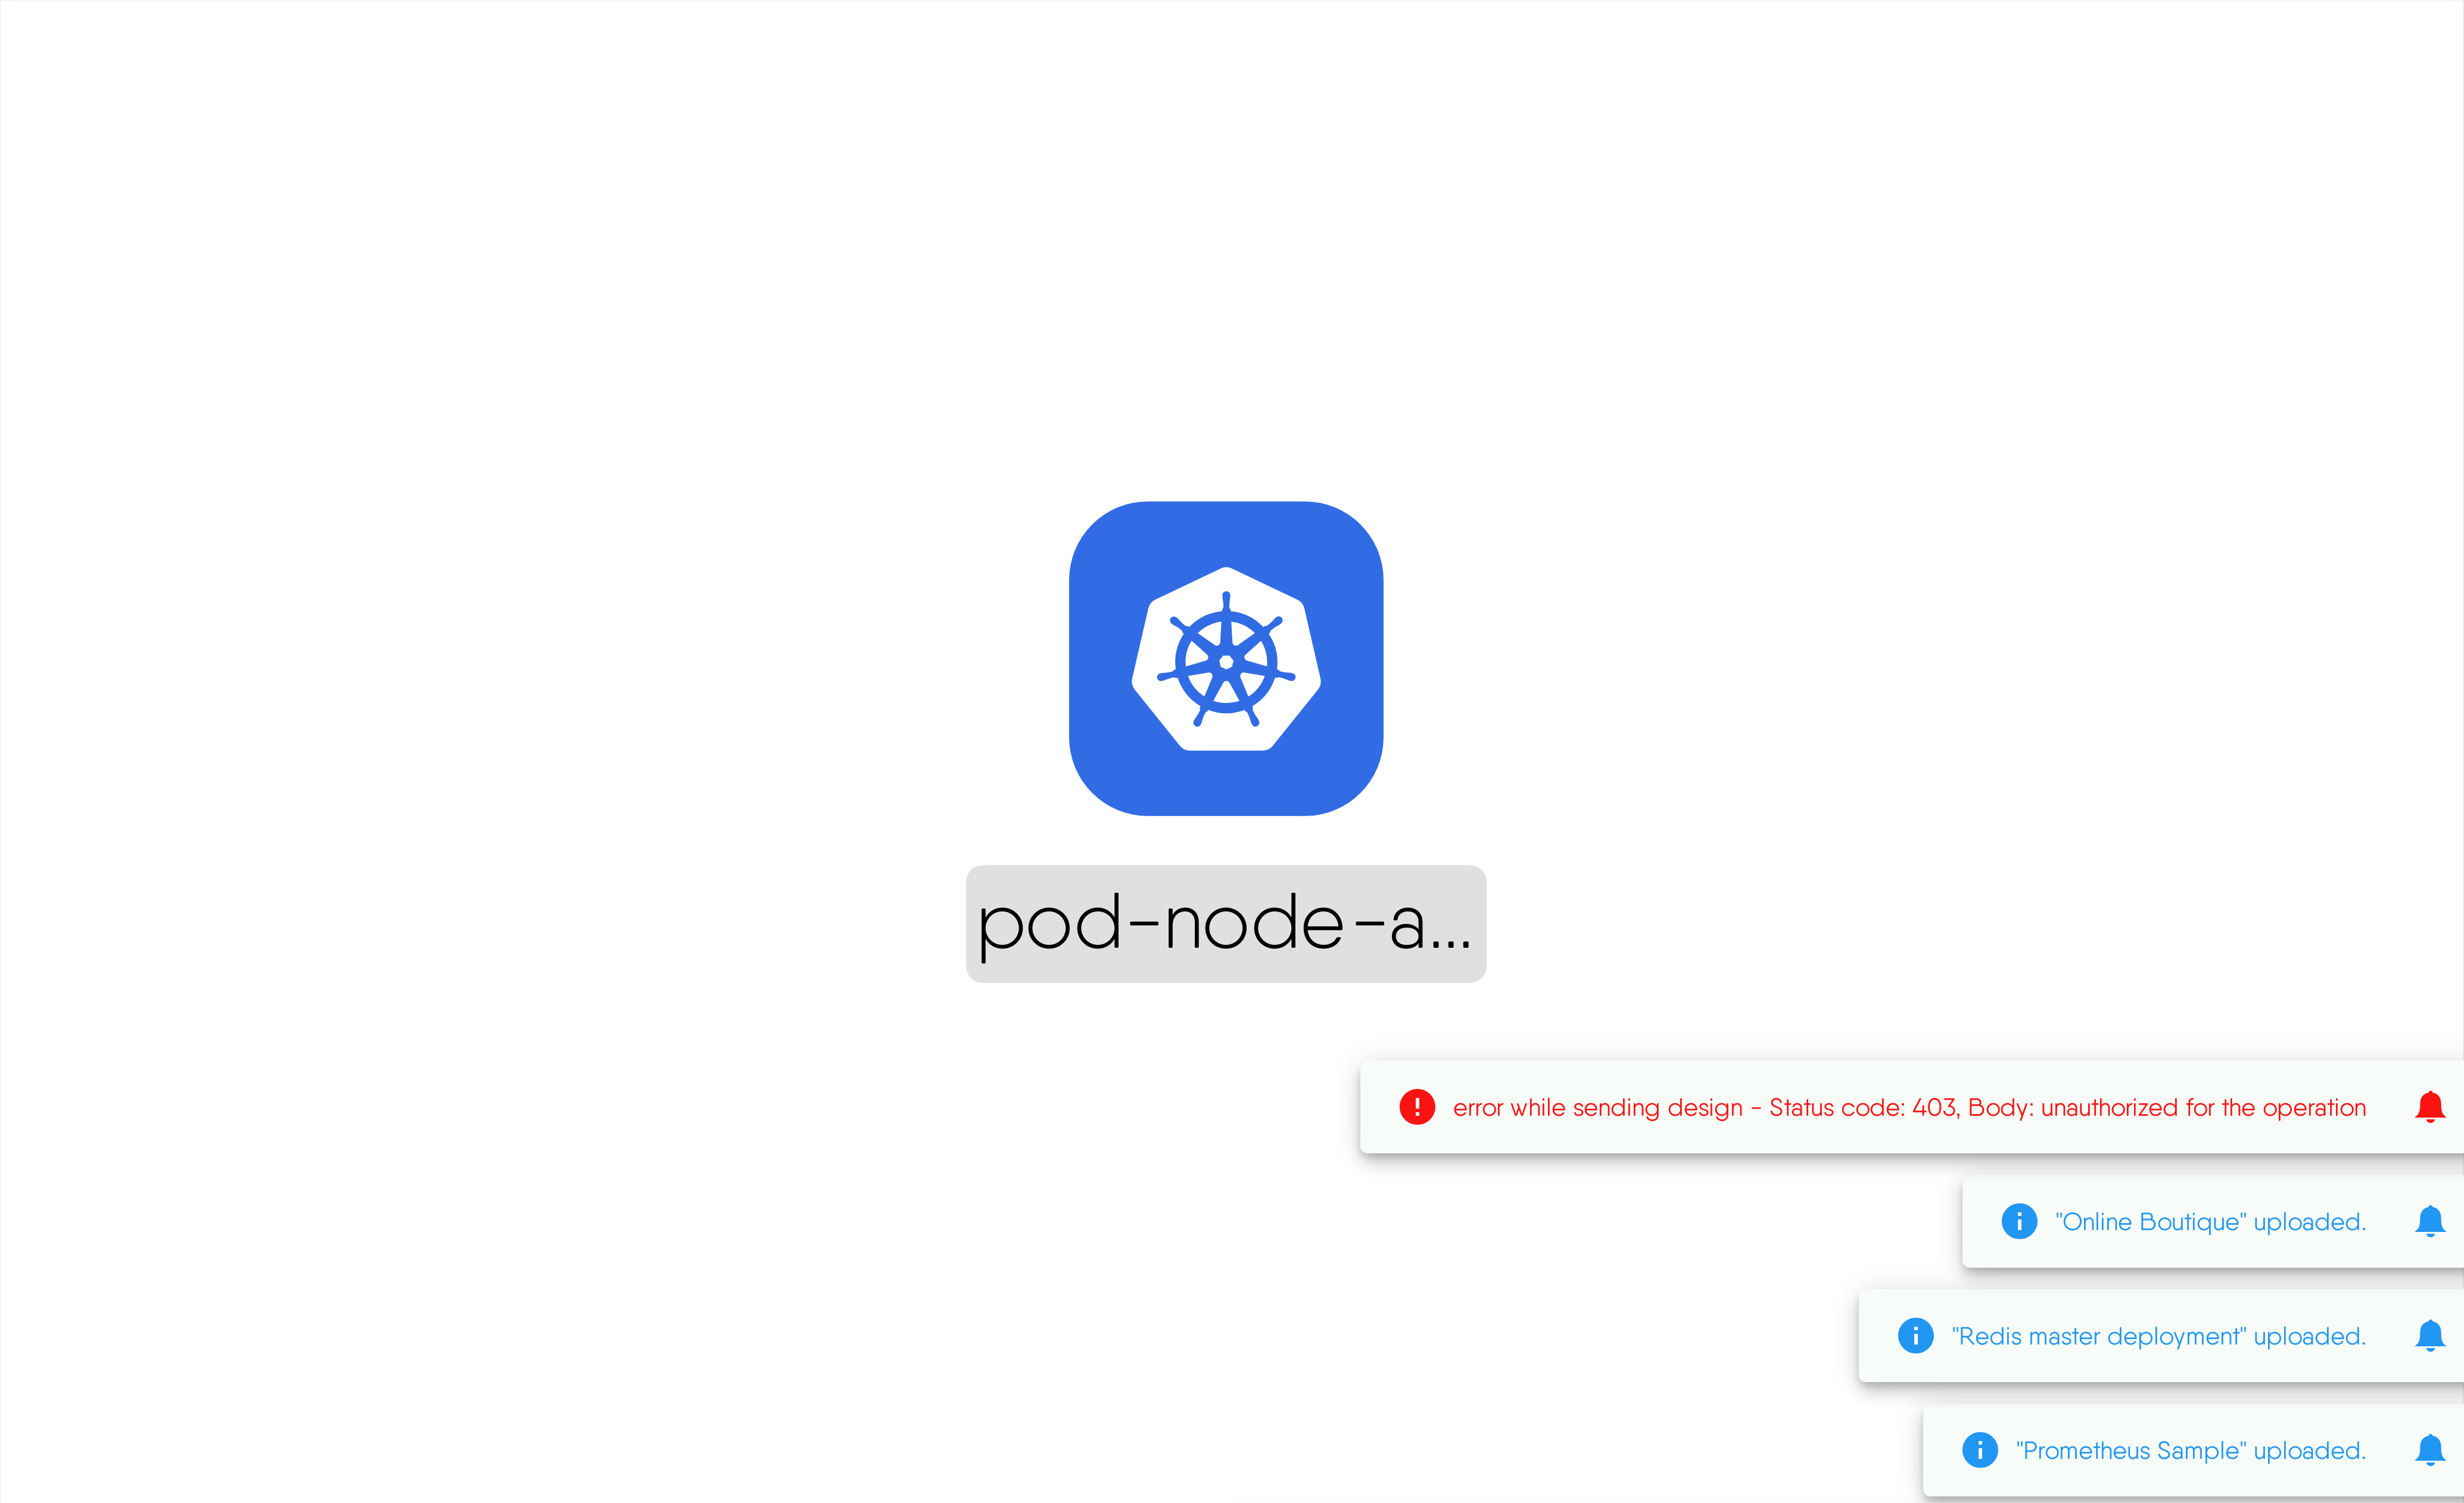 pod-node-a...
error while sending design - Status code: 403, Body: unauthorized for the operation
"Online Boutique" uploaded.
"Redis master deployment" uploaded.
"Prometheus Sample" uploaded.